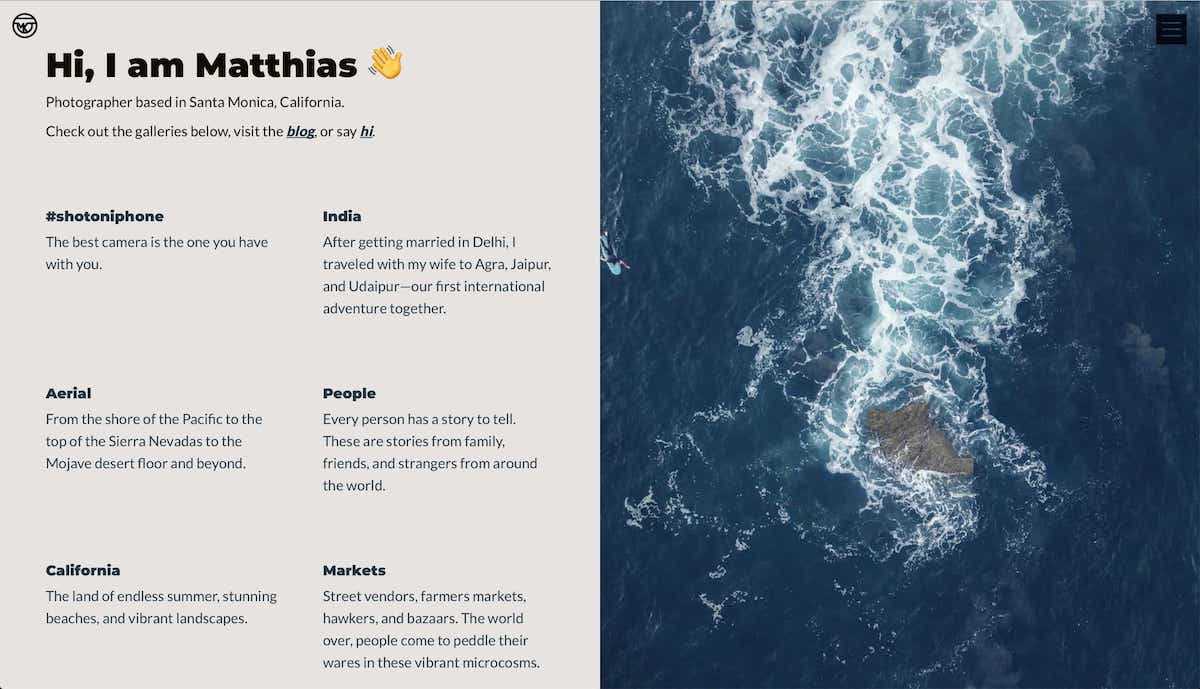 Hi, I am Matthias 👋
Photographer based in Santa Monica, California.
Check out the galleries below, visit the blog, or say hi.
#shotoniphone
The best camera is the one you have
with you.
India
After getting married in Delhi, I
traveled with my wife to Agra, Jaipur,
and Udaipur—our first international
adventure together.
Aerial
From the shore of the Pacific to the
top of the Sierra Nevadas to the
Mojave desert floor and beyond.
People
Every person has a story to tell.
These are stories from family,
friends, and strangers from around
the world.
California
The land of endless summer, stunning
beaches, and vibrant landscapes.
Markets
Street vendors, farmers markets,
hawkers, and bazaars. The world
over, people come to peddle their
wares in these vibrant microcosms.